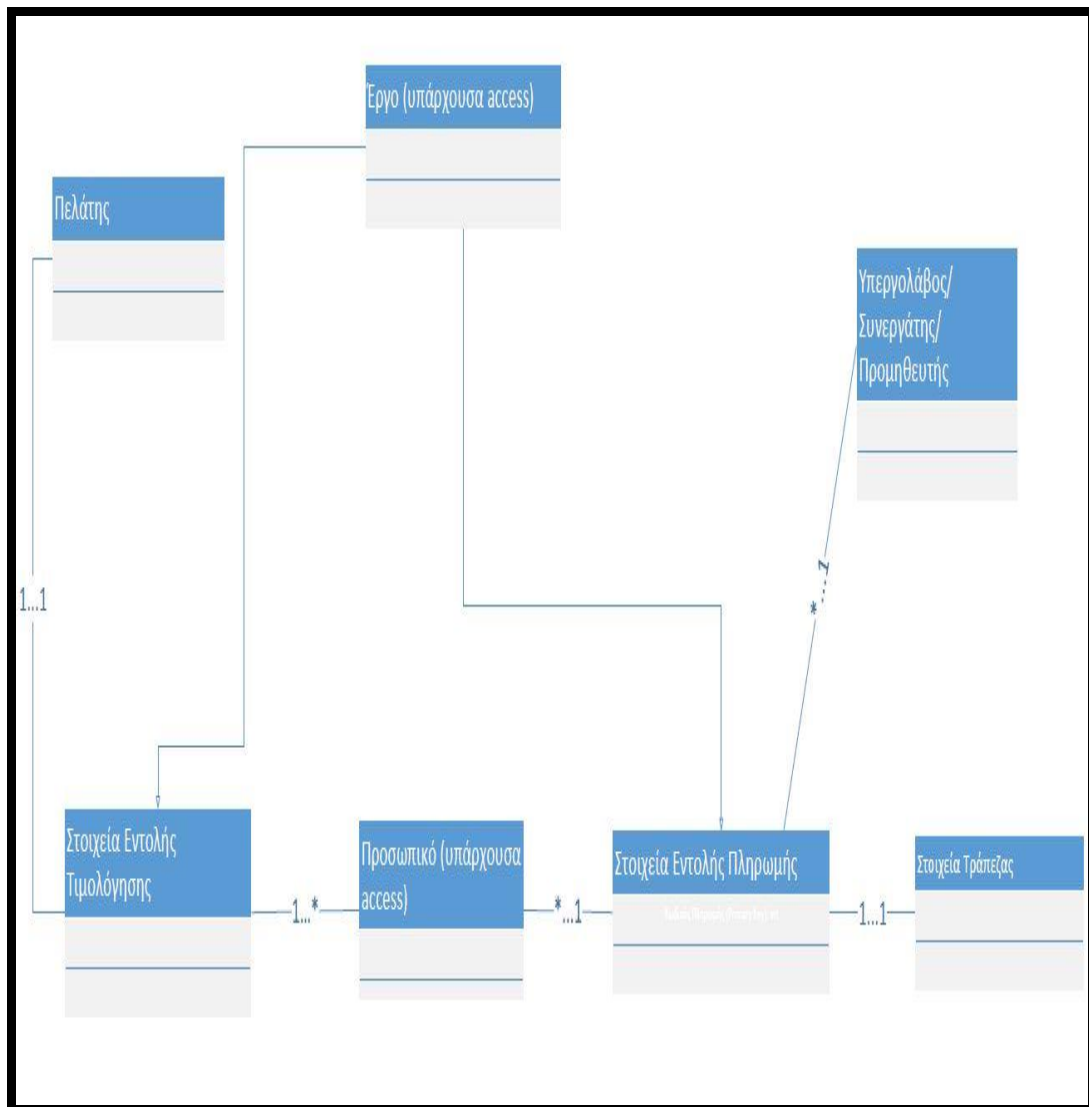 Έργο (υπάρχουσα access)
Πελάτης
Υπεργολάβος/
Συνεργάτης/
Προμηθευτής
*...1
1...1
Στοιχεία Εντολής
Τιμολόγησης
1...*
Προσωπικό (υπάρχουσα
access)
*...1
Στοιχεία Εντολής Πληρωμής
1...1
Στοιχεία Τράπεζας